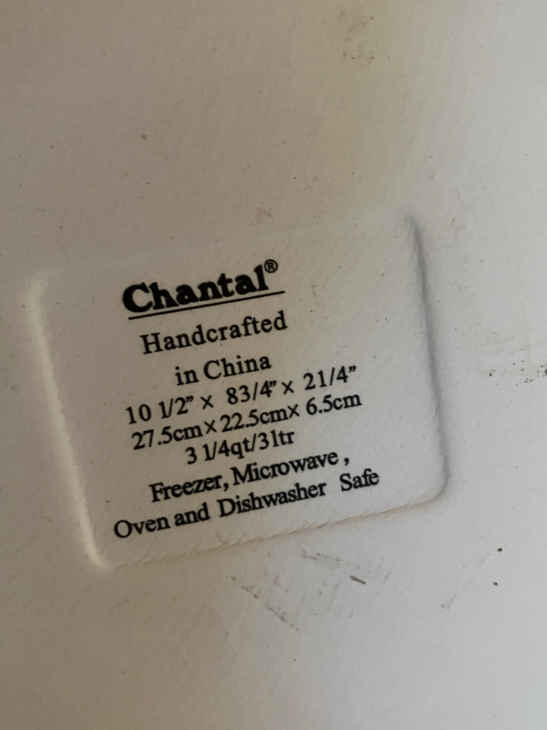 Chantal®
Handcrafted
in China
10 1/2" × 83/4" × 21/4"
27.5cm × 22.5cm× 6.5cm
3 1/4qt/3ltr
Freezer, Microwave ,
Oven and Dishwasher Safe